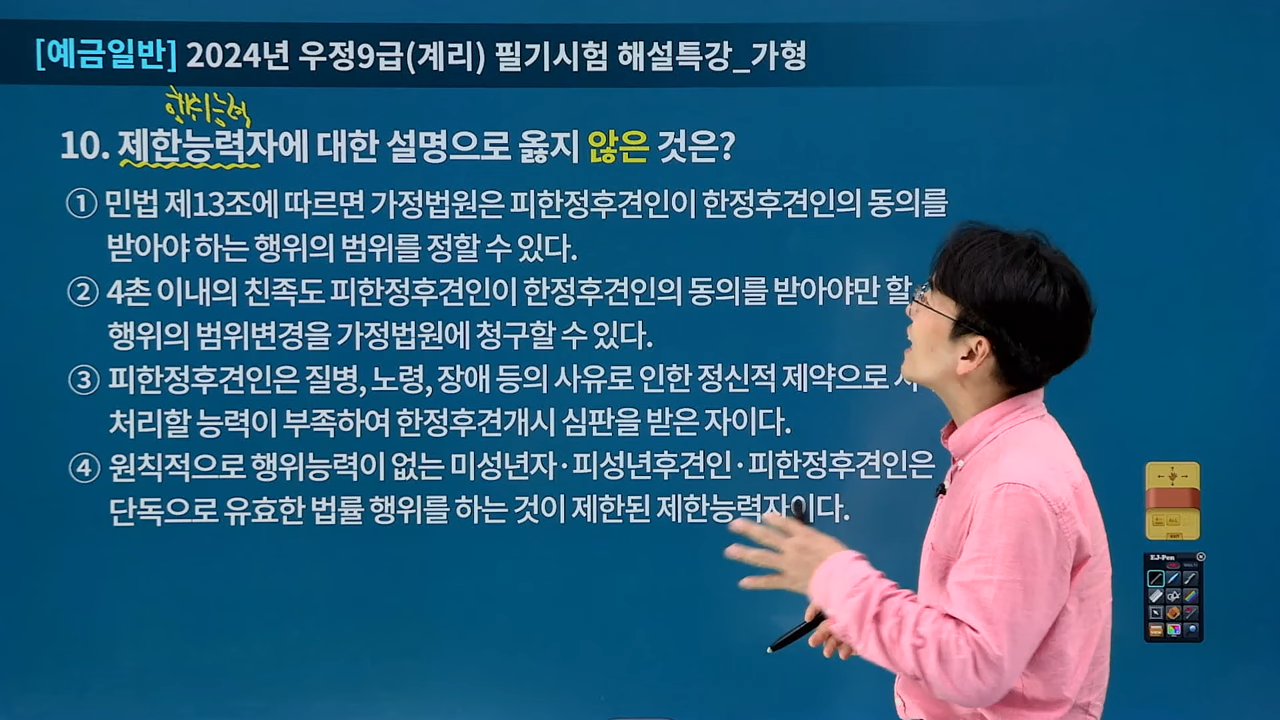 [예금일반] 2024년 우정9급(계리) 필기시험 해설특강_가형
행위능력
10. 제한능력자에 대한 설명으로 옳지 않은 것은?
① 민법 제13조에 따르면 가정법원은 피한정후견인이 한정후견인의 동의를
받아야 하는 행위의 범위를 정할 수 있다.
② 4촌 이내의 친족도 피한정후견인이 한정후견인의 동의를 받아야만 할
행위의 범위변경을 가정법원에 청구할 수 있다.
③ 피한정후견인은 질병, 노령, 장애 등의 사유로 인한 정신적 제약으로
처리할 능력이 부족하여 한정후견개시 심판을 받은 자이다.
④ 원칙적으로 행위능력이 없는 미성년자·피성년후견인·피한정후견인은
단독으로 유효한 법률 행위를 하는 것이 제한된 제한능력자이다.
EJ-Pen